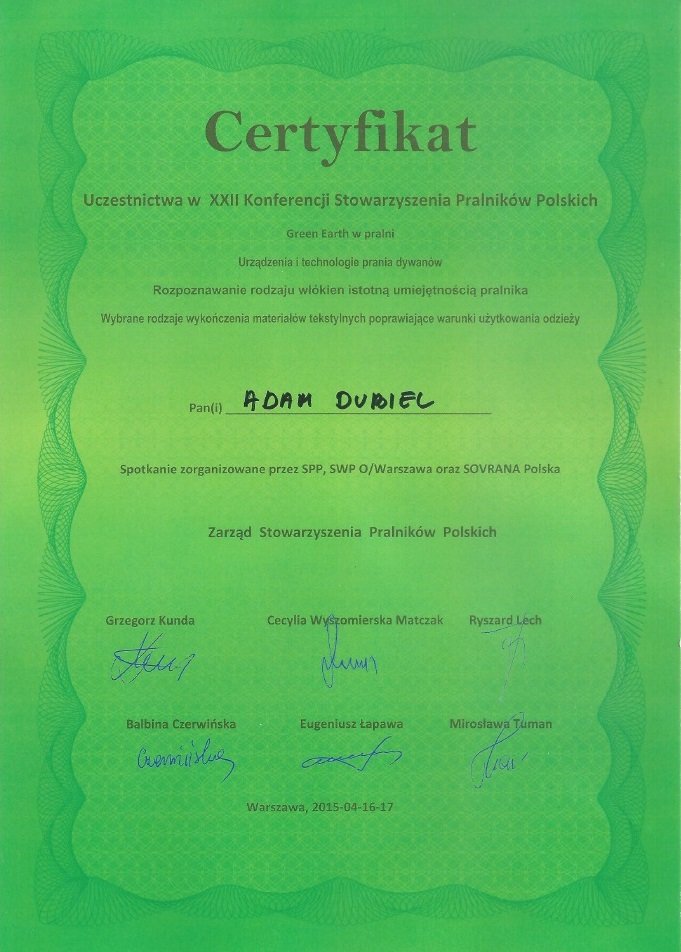 Certyfikat
Uczestnictwa w XXII Konferencji Stowarzyszenia Pralników Polskich
Green Earth w pralni
Urządzenia i technologie prania dywanów
Rozpoznawanie rodzaju włókien istotną umiejętnością pralnika
Wybrane rodzaje wykończenia materiałów tekstylnych poprawiające warunki użytkowania odzieży
Pan(i) ADAM DUBIEL
Spotkanie zorganizowane przez SPP, SWP O/Warszawa oraz SOVRANA Polska
Zarząd Stowarzyszenia Pralników Polskich
Grzegorz Kunda Cecylia Wyszomierska Matczak Ryszard Lech
Balbina Czerwińska Eugeniusz Łapawa Mirosława Tuman
Czerwińska
Warszawa, 2015-04-16-17